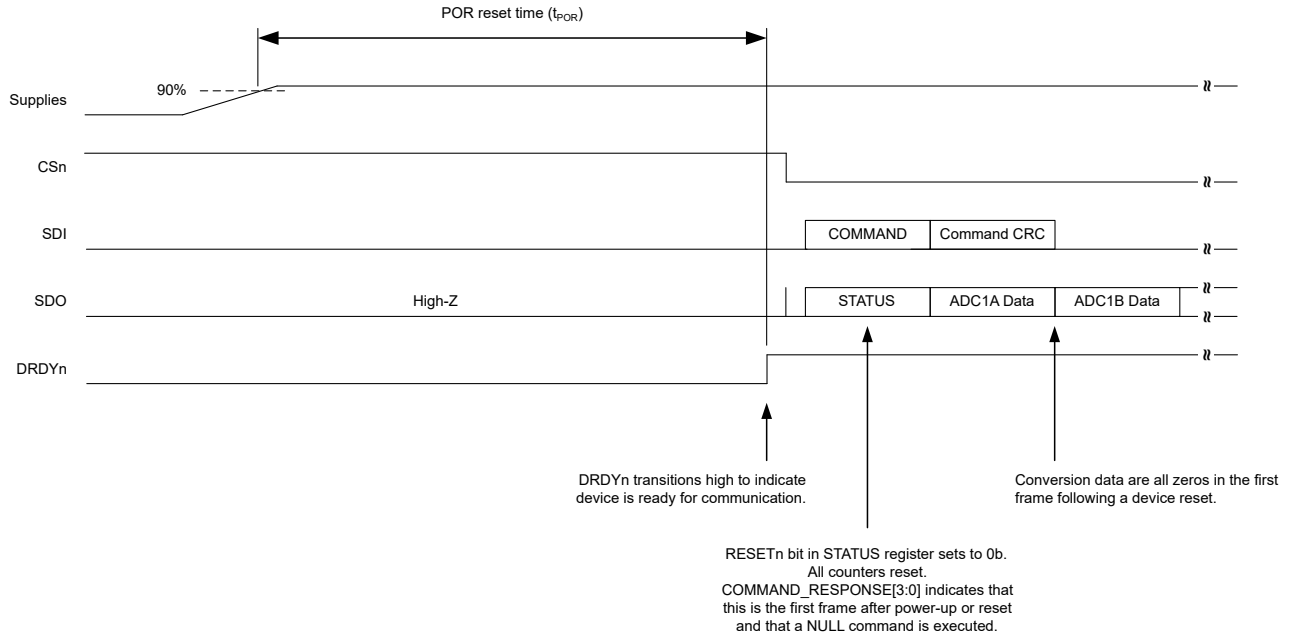 POR reset time (tPOR)
90%
Supplies
CSn
SDI
COMMAND
Command CRC
SDO
High-Z
STATUS
ADC1A Data
ADC1B Data
DRDYn
DRDYn transitions high to indicate
device is ready for communication.
Conversion data are all zeros in the first
frame following a device reset.
RESETn bit in STATUS register sets to 0b.
All counters reset.
COMMAND_RESPONSE[3:0] indicates that
this is the first frame after power-up or reset
and that a NULL command is executed.